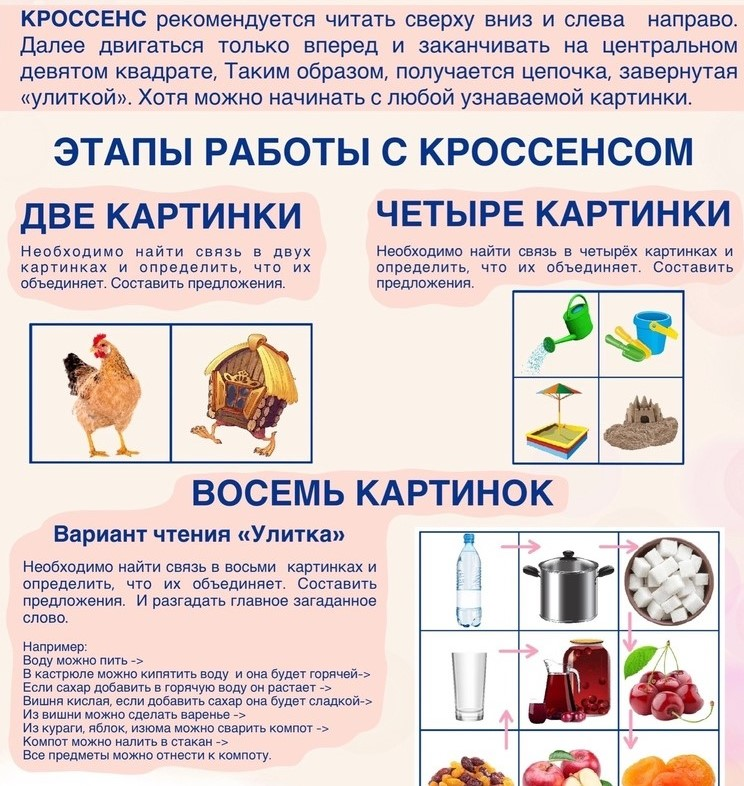 КРОССЕНС рекомендуется читать сверху вниз и слева направо.
Далее двигаться только вперед и заканчивать на центральном
девятом квадрате, Таким образом, получается цепочка, завернутая
«улиткой». Хотя можно начинать с любой узнаваемой картинки.
ЭТАПЫ РАБОТЫ С КРОССЕНСОМ
ДВЕ КАРТИНКИ
Необходимо найти связь в двух
картинках и определить, что их
объединяет. Составить предложения.
ЧЕТЫРЕ КАРТИНКИ
Необходимо найти связь в четырёх картинках и
определить, что их объединяет. Составить
предложения.
ВОСЕМЬ КАРТИНОК
Вариант чтения «Улитка»
Необходимо найти связь в восьми картинках и
определить, что их объединяет. Составить
предложения. И разгадать главное загаданное
слово.
Например:
Воду можно пить ->
В кастрюле можно кипятить воду и она будет горячей->
Если сахар добавить в горячую воду он растает ->
Вишня кислая, если добавить сахар она будет сладкой->
Из вишни можно сделать варенье ->
Из кураги, яблок, изюма можно сварить компот ->
Компот можно налить в стакан ->
Все предметы можно отнести к компоту.